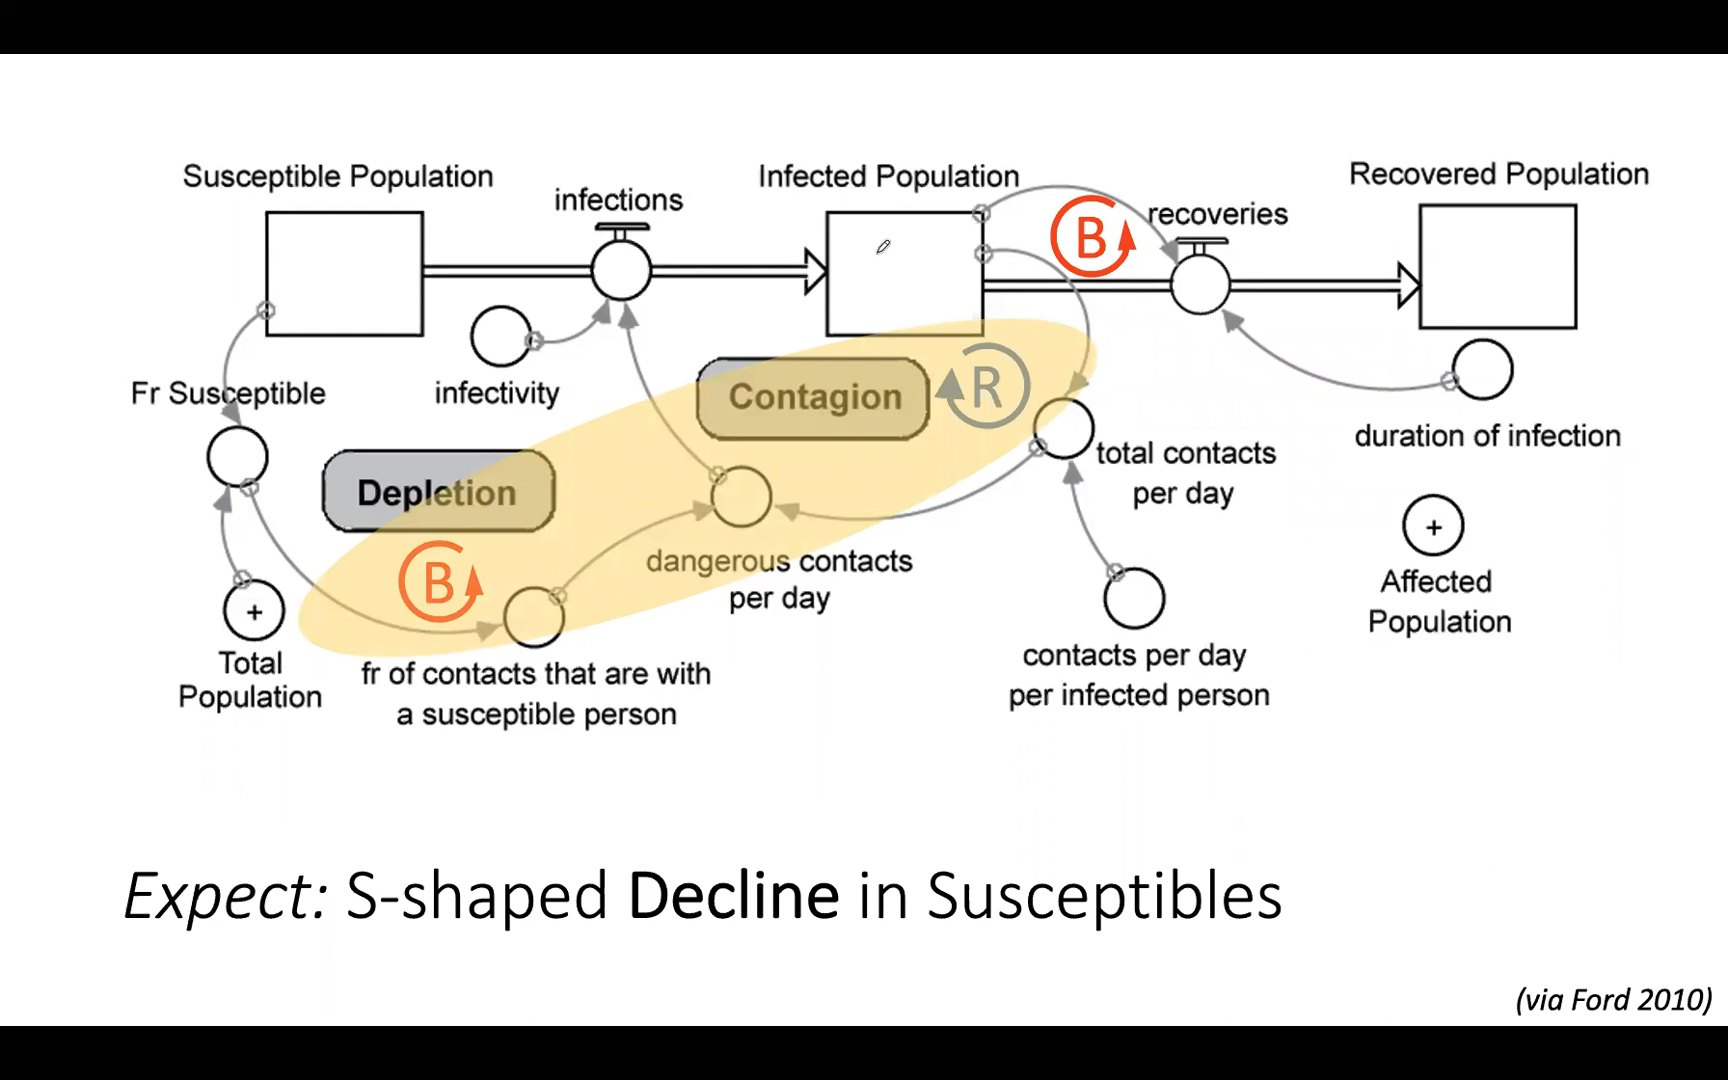 Susceptible Population
infections
Infected Population
recoveries
Recovered Population
B
Fr Susceptible
infectivity
Contagion
R
duration of infection
Depletion
total contacts
per day
B
dangerous contacts
per day
+
Affected
Population
+
Total
Population
fr of contacts that are with
a susceptible person
contacts per day
per infected person
Expect: S-shaped Decline in Susceptibles
(via Ford 2010)